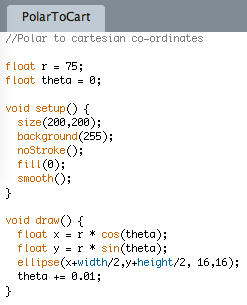 PolarToCart
//Polar to cartesian co-ordinates
float r = 75;
float theta = 0;
void setup() {
  size(200,200);
  background(255);
  noStroke();
  fill(0);
  smooth();
}
void draw() {
  float x = r * cos(theta);
  float y = r * sin(theta);
  ellipse(x+width/2,y+height/2, 16,16);
  theta += 0.01;
}